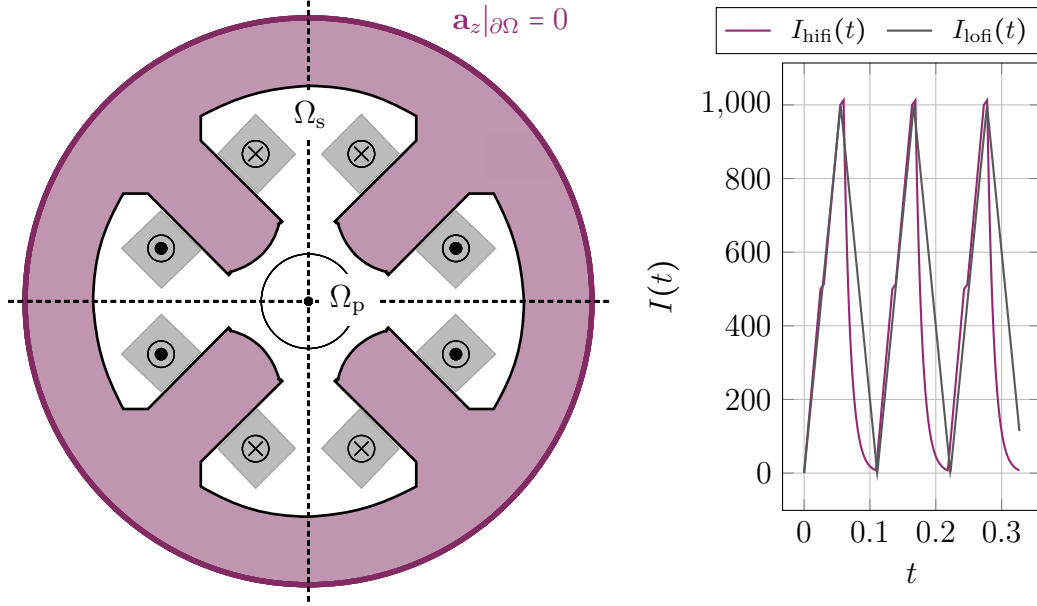 𝐚_z|_∂Ω = 0
Ω_s
Ω_p
I_hifi(t) I_lofi(t)
1,000
800
600
400
200
0
I(t)
0 0.1 0.2 0.3
t